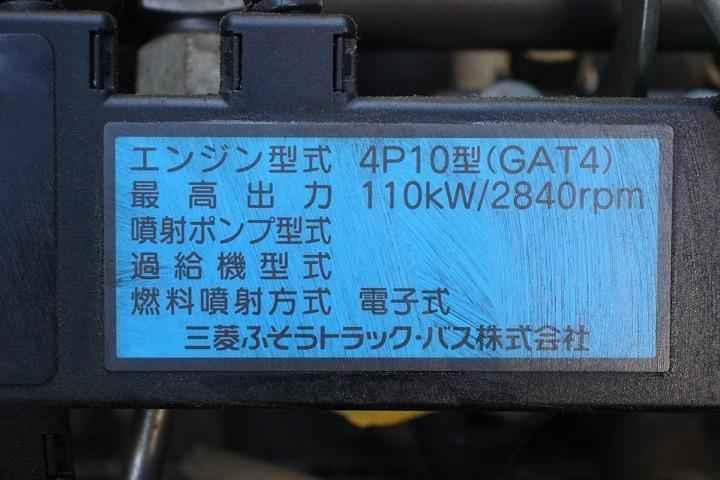 エンジン型式 4P10型(GAT4)
最高出力 110kW/2840rpm
噴射ポンプ型式
過給機型式
燃料噴射方式 電子式
三菱ふそうトラック・バス株式会社